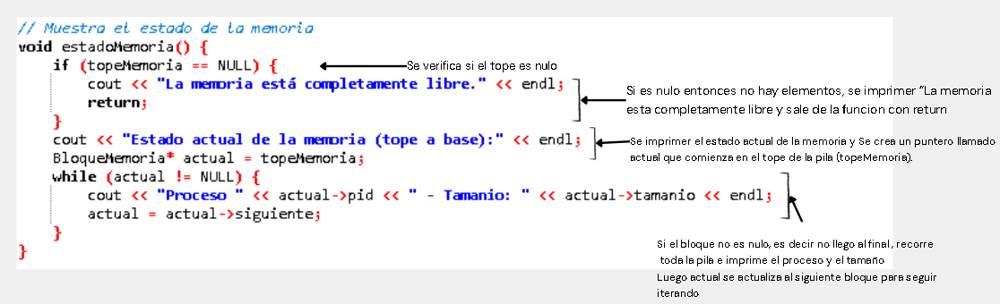 // Muestra el estado de la memoria
void estadoMemoria() {
if (topeMemoria == NULL) {
Se verifica si el tope es nulo
cout << "La memoria está completamente libre." << endl;
return;
}
Si es nulo entonces no hay elementos, se imprimer "La memoria
esta completamente libre y sale de la funcion con return
cout << "Estado actual de la memoria (tope a base):" << endl;
BloqueMemoria* actual = topeMemoria;
Se imprimer el estado actual de la memoria y Se crea un puntero llamado
actual que comienza en el tope de la pila (topeMemoria).
while (actual != NULL) {
cout << "Proceso " << actual->pid << " - Tamanio: " << actual->tamanio << endl;
actual = actual->siguiente;
}
}
Si el bloque no es nulo, es decir no llego al final, recorre
toda la pila e imprime el proceso y el tamaño
Luego actual se actualiza al siguiente bloque para seguir
iterando